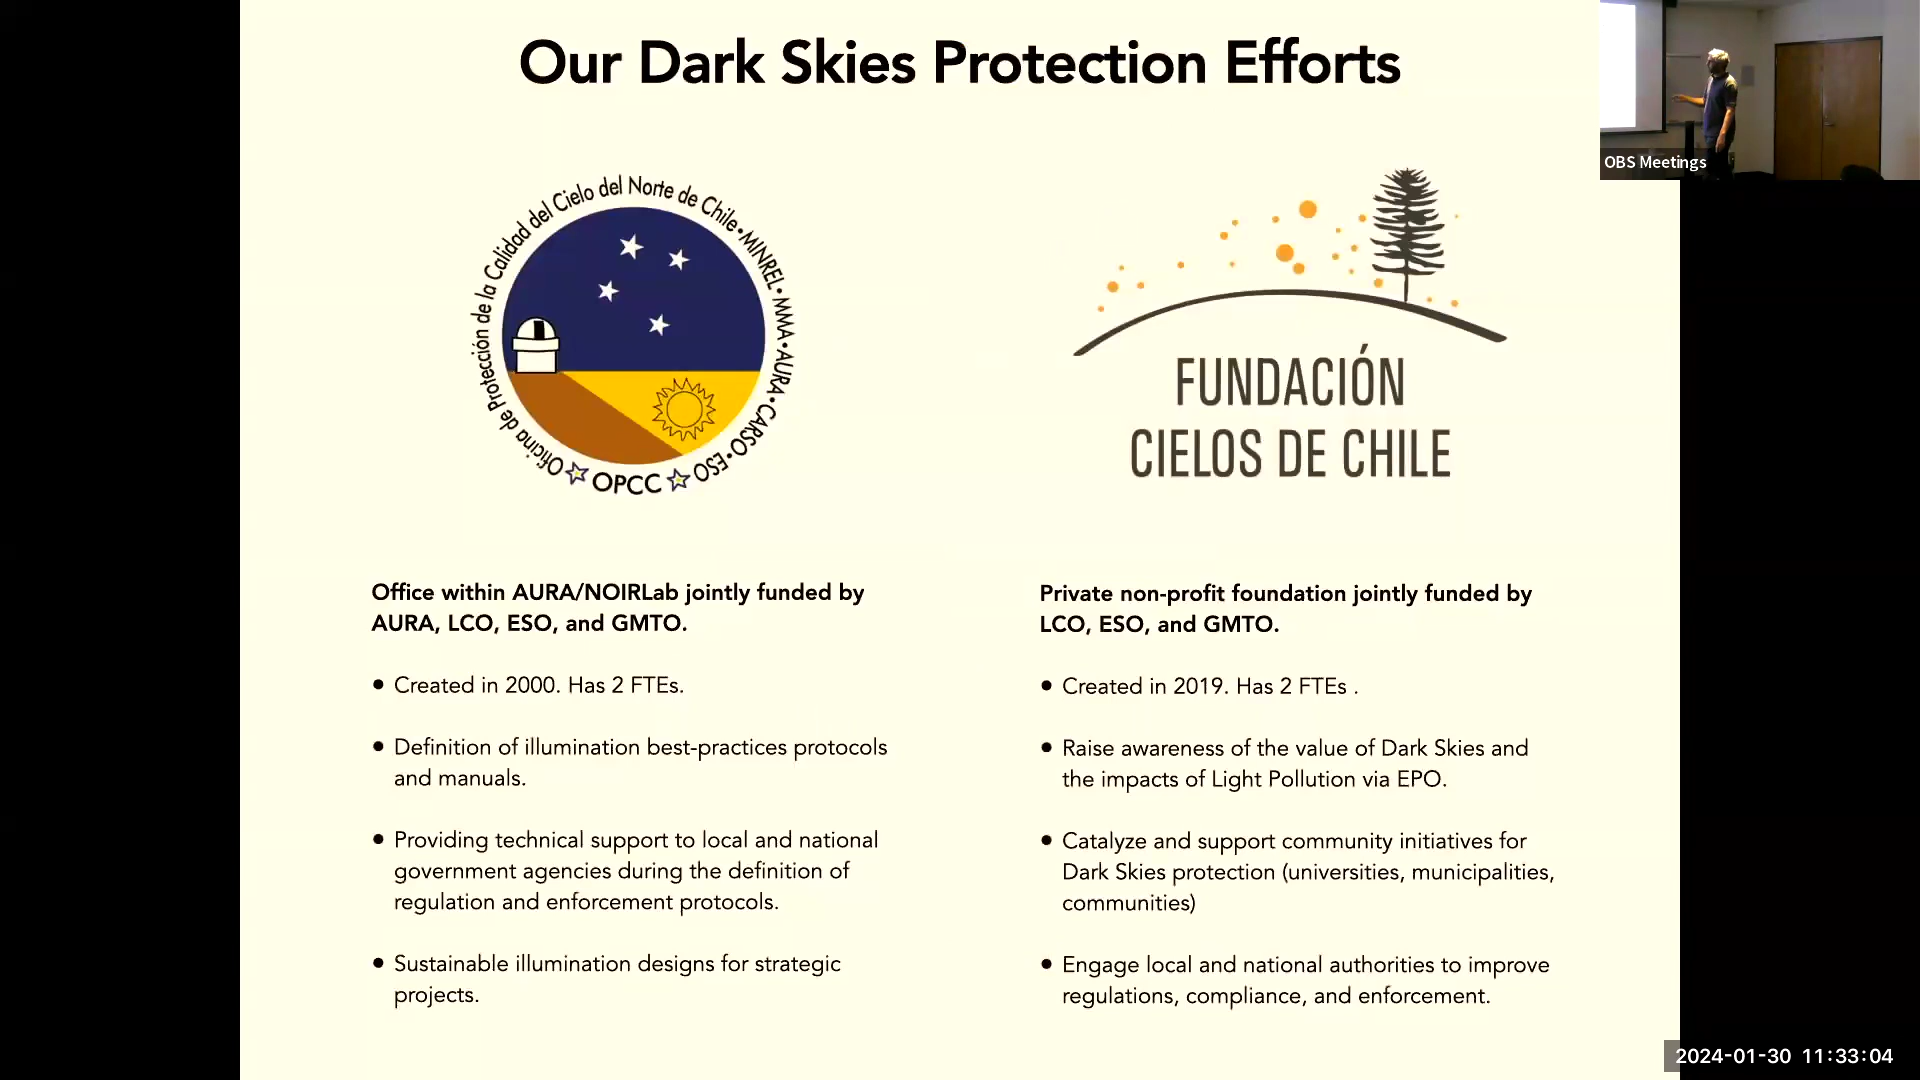 Our Dark Skies Protection Efforts
OBS Meetings
Oficina de Protección de la Calidad del Cielo del Norte de Chile•MINREL•MMA•AURA•CARSO•ESO
OPCC
FUNDACIÓN
CIELOS DE CHILE
Office within AURA/NOIRLab jointly funded by
AURA, LCO, ESO, and GMTO.
• Created in 2000. Has 2 FTEs.
• Definition of illumination best-practices protocols
and manuals.
• Providing technical support to local and national
government agencies during the definition of
regulation and enforcement protocols.
• Sustainable illumination designs for strategic
projects.
Private non-profit foundation jointly funded by
LCO, ESO, and GMTO.
• Created in 2019. Has 2 FTEs .
• Raise awareness of the value of Dark Skies and
the impacts of Light Pollution via EPO.
• Catalyze and support community initiatives for
Dark Skies protection (universities, municipalities,
communities)
• Engage local and national authorities to improve
regulations, compliance, and enforcement.
2024-01-30 11:33:04